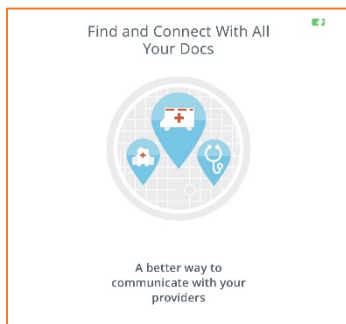 Find and Connect With All
Your Docs
A better way to
communicate with your
providers